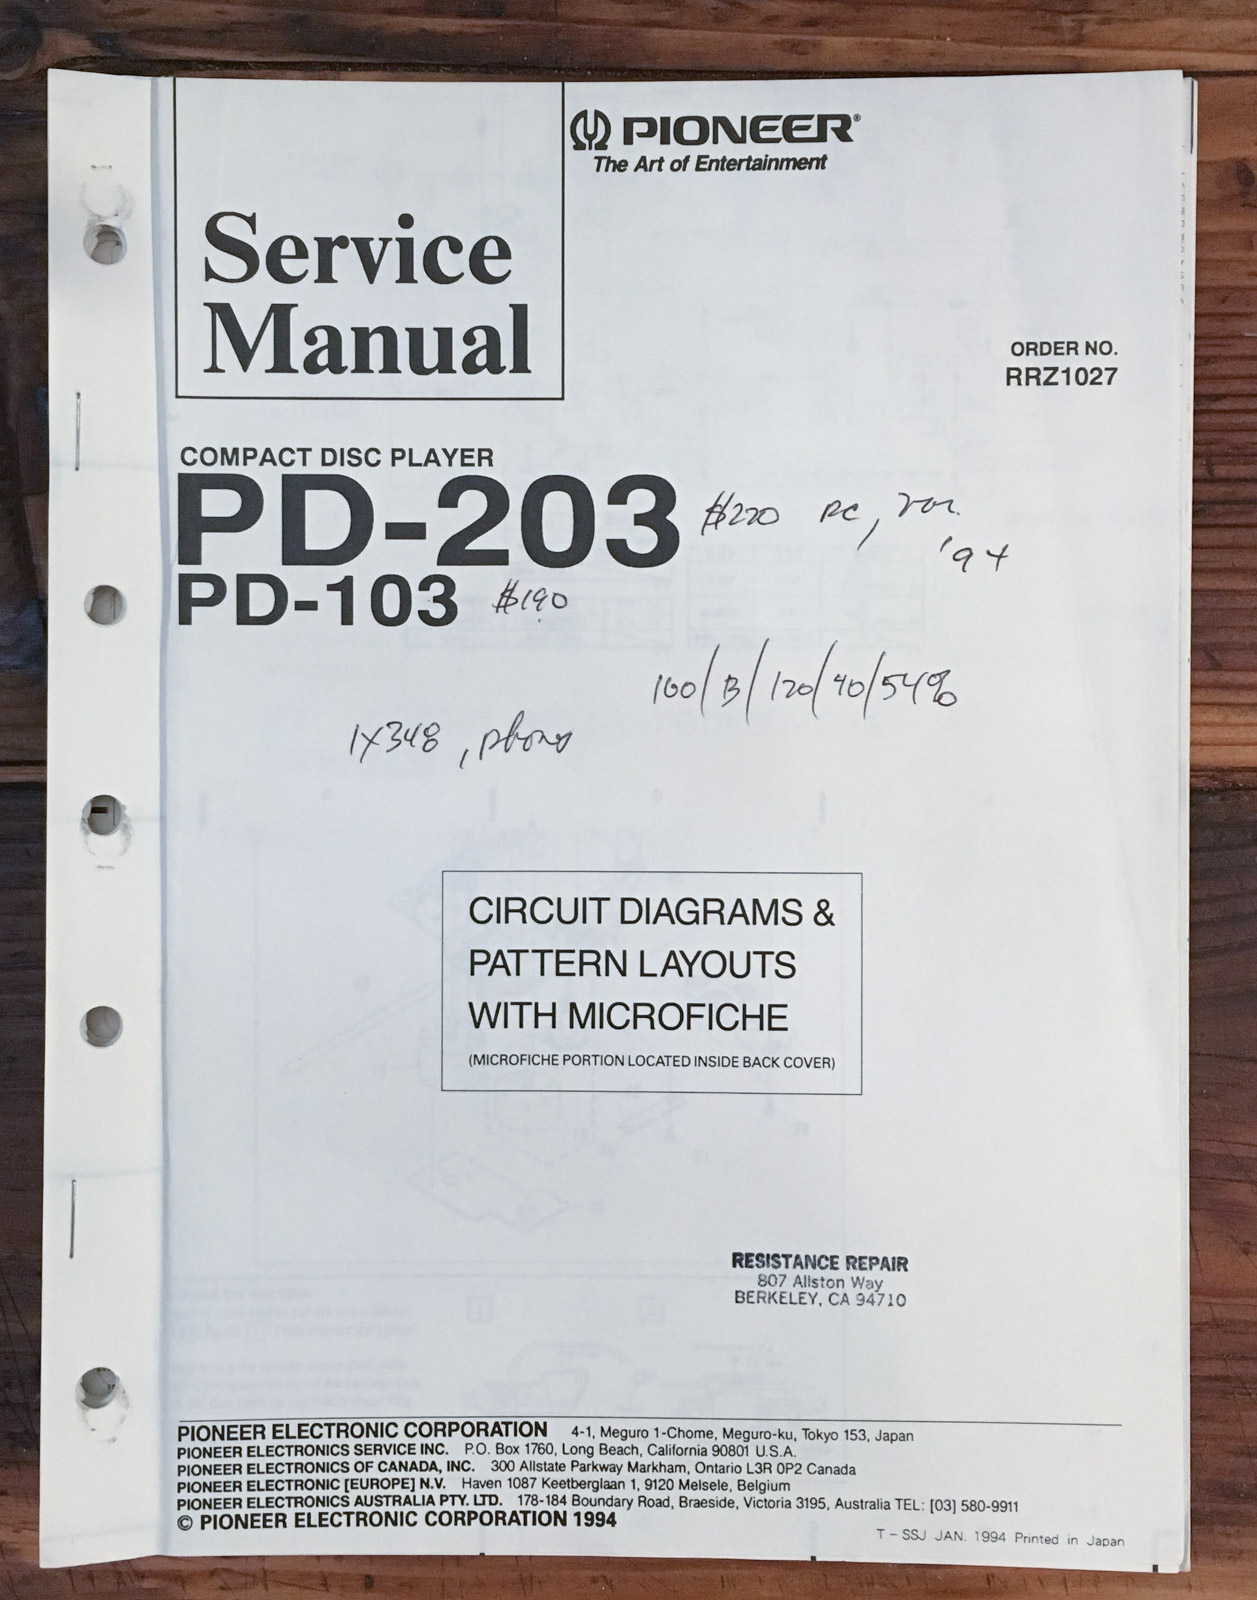 PIONEER®
The Art of Entertainment
Service
Manual
ORDER NO.
RRZ1027
COMPACT DISC PLAYER
PD-203 $220 RC, var.
'94
PD-103 $190
100/B/120/40/54%
1X348, phono
CIRCUIT DIAGRAMS &
PATTERN LAYOUTS
WITH MICROFICHE
(MICROFICHE PORTION LOCATED INSIDE BACK COVER)
RESISTANCE REPAIR
807 Allston Way
BERKELEY, CA 94710
PIONEER ELECTRONIC CORPORATION 4-1, Meguro 1-Chome, Meguro-ku, Tokyo 153, Japan
PIONEER ELECTRONICS SERVICE INC. P.O. Box 1760, Long Beach, California 90801 U.S.A.
PIONEER ELECTRONICS OF CANADA, INC. 300 Allstate Parkway Markham, Ontario L3R 0P2 Canada
PIONEER ELECTRONIC [EUROPE] N.V. Haven 1087 Keetberglaan 1, 9120 Melsele, Belgium
PIONEER ELECTRONICS AUSTRALIA PTY. LTD. 178-184 Boundary Road, Braeside, Victoria 3195, Australia TEL: [03] 580-9911
© PIONEER ELECTRONIC CORPORATION 1994
T – SSJ JAN. 1994 Printed in Japan